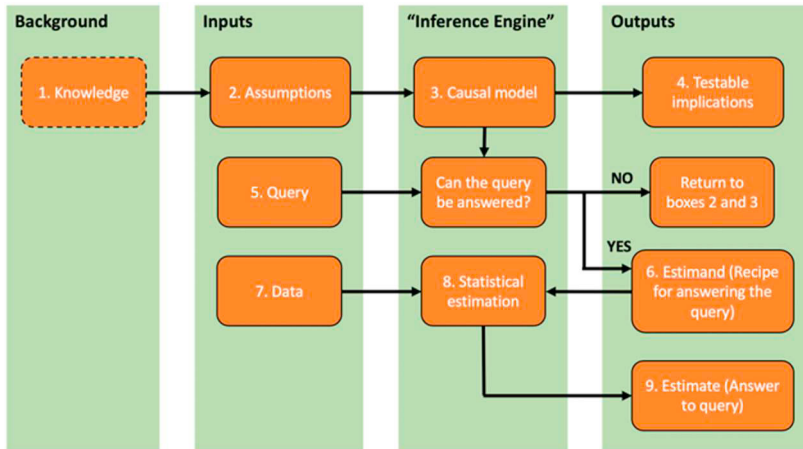 Background
Inputs
“Inference Engine”
Outputs
1. Knowledge
2. Assumptions
3. Causal model
4. Testable
implications
5. Query
Can the query
be answered?
NO
Return to
boxes 2 and 3
YES
7. Data
8. Statistical
estimation
6. Estimand (Recipe
for answering the
query)
9. Estimate (Answer
to query)